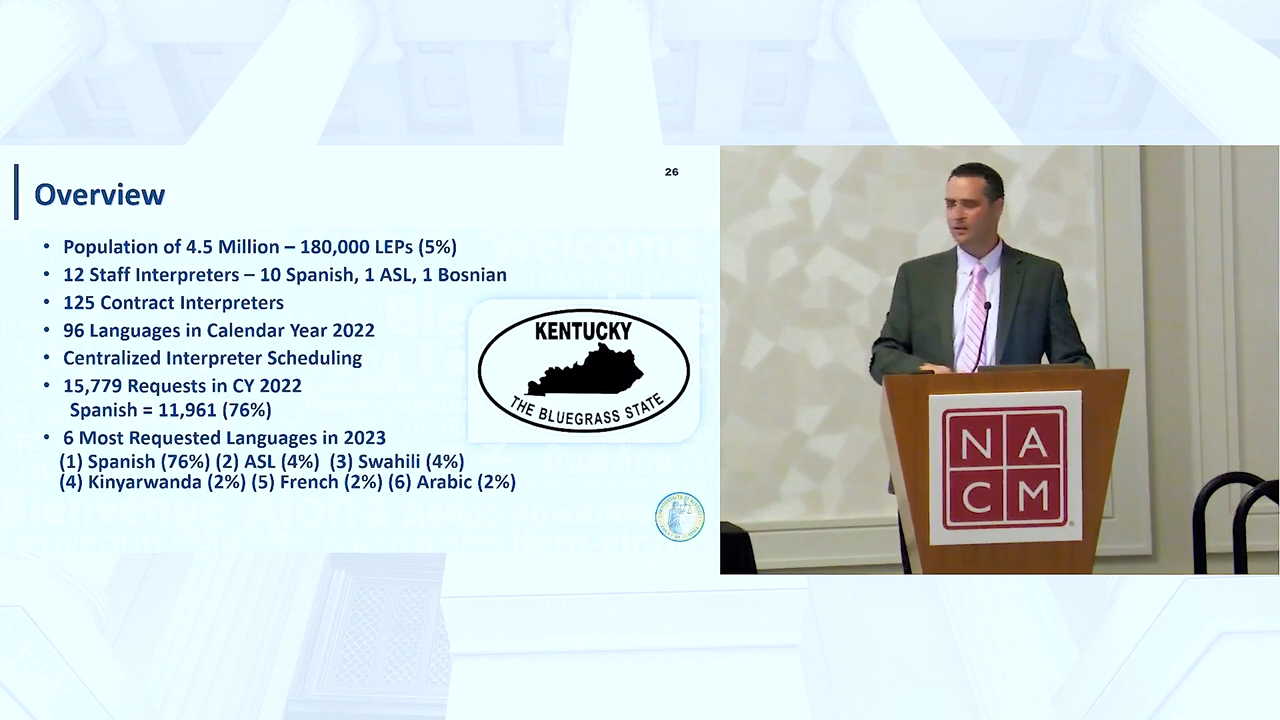 26
Overview
• Population of 4.5 Million – 180,000 LEPs (5%)
• 12 Staff Interpreters – 10 Spanish, 1 ASL, 1 Bosnian
• 125 Contract Interpreters
• 96 Languages in Calendar Year 2022
• Centralized Interpreter Scheduling
• 15,779 Requests in CY 2022
Spanish = 11,961 (76%)
• 6 Most Requested Languages in 2023
(1) Spanish (76%) (2) ASL (4%) (3) Swahili (4%)
(4) Kinyarwanda (2%) (5) French (2%) (6) Arabic (2%)
KENTUCKY
THE BLUEGRASS STATE
N A
C M
®